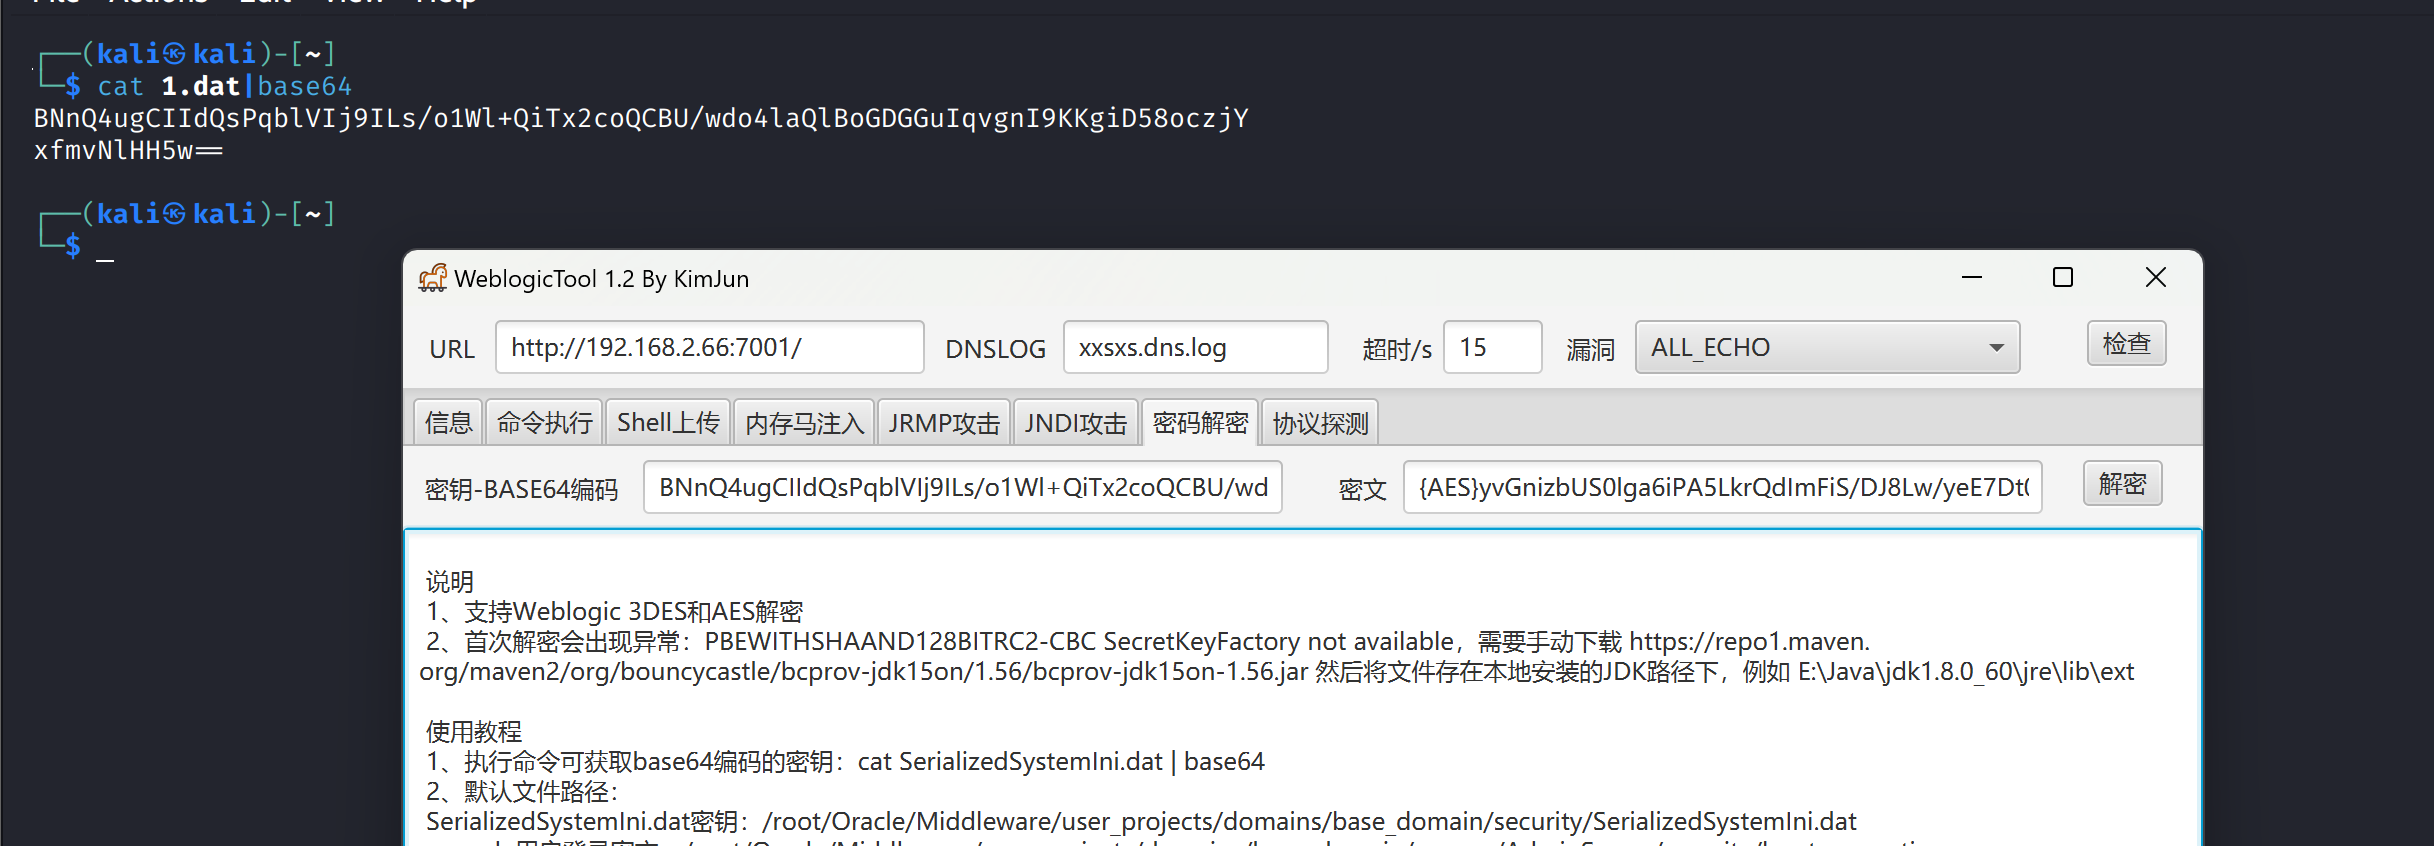 File Actions Edit View Help
┌──(kali㉿kali)-[~]
└─$ cat 1.dat|base64
BNnQ4ugCIIdQsPqblVIj9ILs/o1Wl+QiTx2coQCBU/wdo4laQlBoGDGGuIqvgnI9KKgiD58oczjY
xfmvNlHH5w==
┌──(kali㉿kali)-[~]
└─$ _
WeblogicTool 1.2 By KimJun
URL http://192.168.2.66:7001/ DNSLOG xxsxs.dns.log 超时/s 15 漏洞 ALL_ECHO 检查
信息 命令执行 Shell上传 内存马注入 JRMP攻击 JNDI攻击 密码解密 协议探测
密钥-BASE64编码 BNnQ4ugCIIdQsPqblVIj9ILs/o1Wl+QiTx2coQCBU/wd 密文 {AES}yvGnizbUS0lga6iPA5LkrQdImFiS/DJ8Lw/yeE7Dt 解密
说明
1、支持Weblogic 3DES和AES解密
2、首次解密会出现异常：PBEWITHSHAAND128BITRC2-CBC SecretKeyFactory not available，需要手动下载 https://repo1.maven.
org/maven2/org/bouncycastle/bcprov-jdk15on/1.56/bcprov-jdk15on-1.56.jar 然后将文件存在本地安装的JDK路径下，例如 E:\Java\jdk1.8.0_60\jre\lib\ext
使用教程
1、执行命令可获取base64编码的密钥：cat SerializedSystemIni.dat | base64
2、默认文件路径：
SerializedSystemIni.dat密钥：/root/Oracle/Middleware/user_projects/domains/base_domain/security/SerializedSystemIni.dat